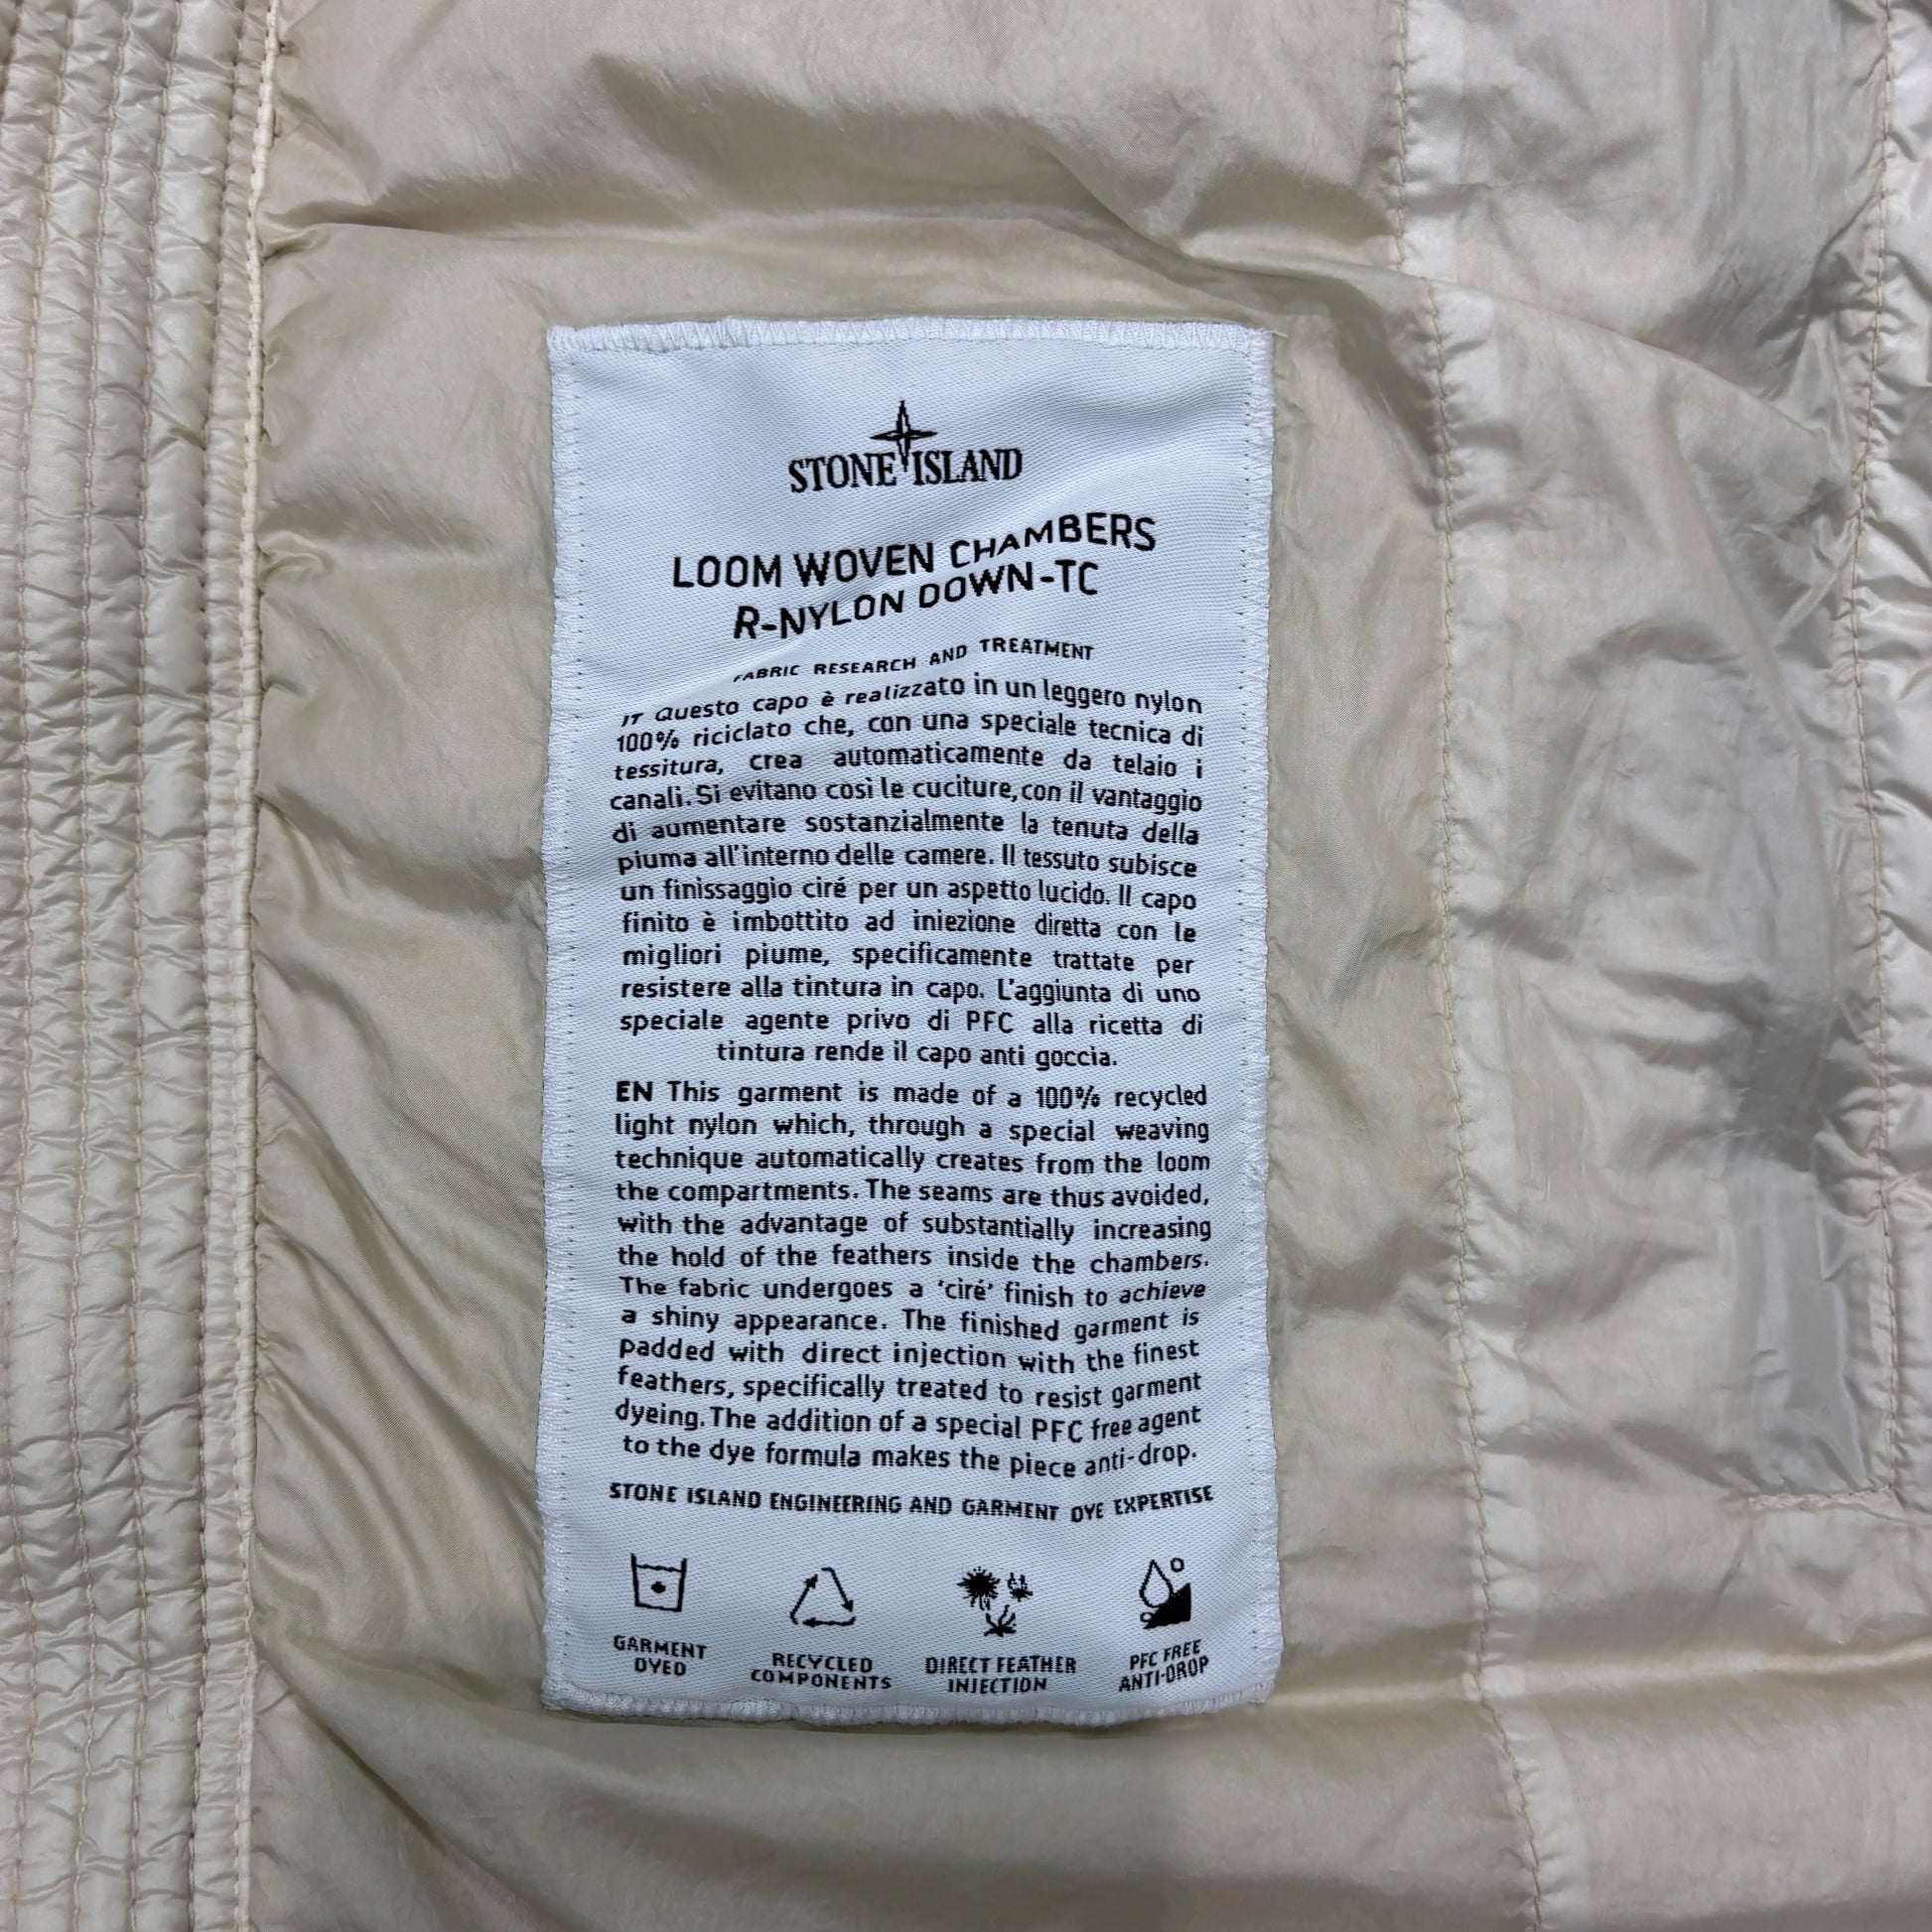 STONE ISLAND
LOOM WOVEN CHAMBERS
R-NYLON DOWN-TC
FABRIC RESEARCH AND TREATMENT
IT Questo capo è realizzato in un leggero nylon
100% riciclato che, con una speciale tecnica di
tessitura, crea automaticamente da telaio i
canali. Si evitano così le cuciture, con il vantaggio
di aumentare sostanzialmente la tenuta della
piuma all'interno delle camere. Il tessuto subisce
un finissaggio ciré per un aspetto lucido. Il capo
finito è imbottito ad iniezione diretta con le
migliori piume, specificamente trattate per
resistere alla tintura in capo. L'aggiunta di uno
speciale agente privo di PFC alla ricetta di
tintura rende il capo anti goccia.
EN This garment is made of a 100% recycled
light nylon which, through a special weaving
technique automatically creates from the loom
the compartments. The seams are thus avoided,
with the advantage of substantially increasing
the hold of the feathers inside the chambers.
The fabric undergoes a 'ciré' finish to achieve
a shiny appearance. The finished garment is
padded with direct injection with the finest
feathers, specifically treated to resist garment
dyeing. The addition of a special PFC free agent
to the dye formula makes the piece anti-drop.
STONE ISLAND ENGINEERING AND GARMENT DYE EXPERTISE
GARMENT
DYED
RECYCLED
COMPONENTS
DIRECT FEATHER
INJECTION
PFC FREE
ANTI-DROP